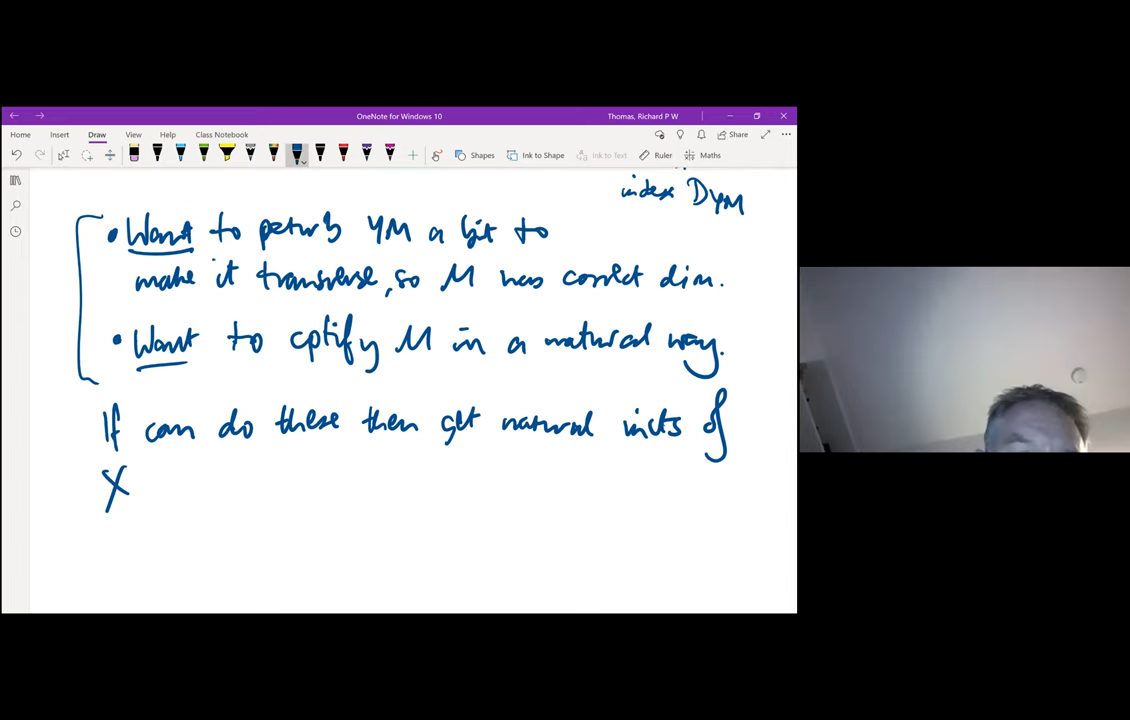 OneNote for Windows 10
Thomas, Richard P W
Home Insert Draw View Help Class Notebook
Share
Shapes Ink to Shape Ink to Text Ruler Maths
index DYM
• Want to perturb YM a bit to
make it transverse, so M has correct dim.
• Want to cptify M in a natural way.
If can do these then get natural incts of
X